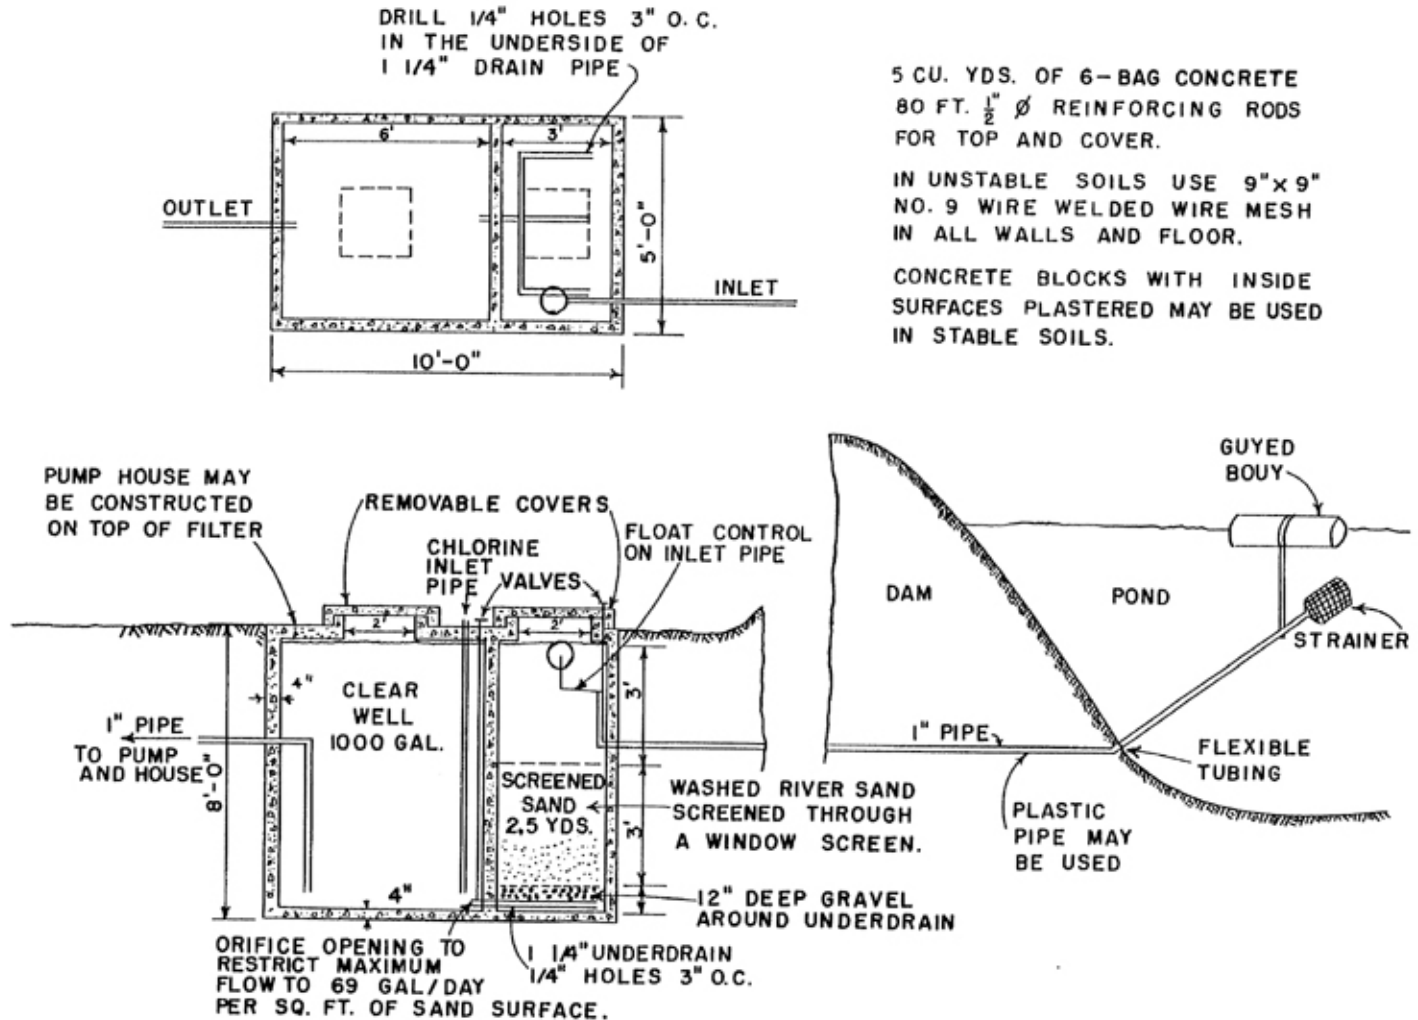 DRILL 1/4" HOLES 3" O.C.
IN THE UNDERSIDE OF
1 1/4" DRAIN PIPE
6'
3'
OUTLET
5'-0"
INLET
10'-0"
5 CU. YDS. OF 6-BAG CONCRETE
80 FT. 1/2" Ø REINFORCING RODS
FOR TOP AND COVER.
IN UNSTABLE SOILS USE 9"x 9"
NO. 9 WIRE WELDED WIRE MESH
IN ALL WALLS AND FLOOR.
CONCRETE BLOCKS WITH INSIDE
SURFACES PLASTERED MAY BE USED
IN STABLE SOILS.
PUMP HOUSE MAY
BE CONSTRUCTED
ON TOP OF FILTER
REMOVABLE COVERS
CHLORINE
INLET
PIPE
VALVES
FLOAT CONTROL
ON INLET PIPE
2'
2'
4"
CLEAR
WELL
1000 GAL.
1" PIPE
TO PUMP
AND HOUSE
8'-0"
3'
SCREENED
SAND
2.5 YDS.
3'
WASHED RIVER SAND
SCREENED THROUGH
A WINDOW SCREEN.
4"
12" DEEP GRAVEL
AROUND UNDERDRAIN
ORIFICE OPENING TO
RESTRICT MAXIMUM
FLOW TO 69 GAL/DAY
PER SQ. FT. OF SAND SURFACE.
1 1/4" UNDERDRAIN
1/4" HOLES 3" O.C.
GUYED
BOUY
DAM
POND
STRAINER
1" PIPE
FLEXIBLE
TUBING
PLASTIC
PIPE MAY
BE USED